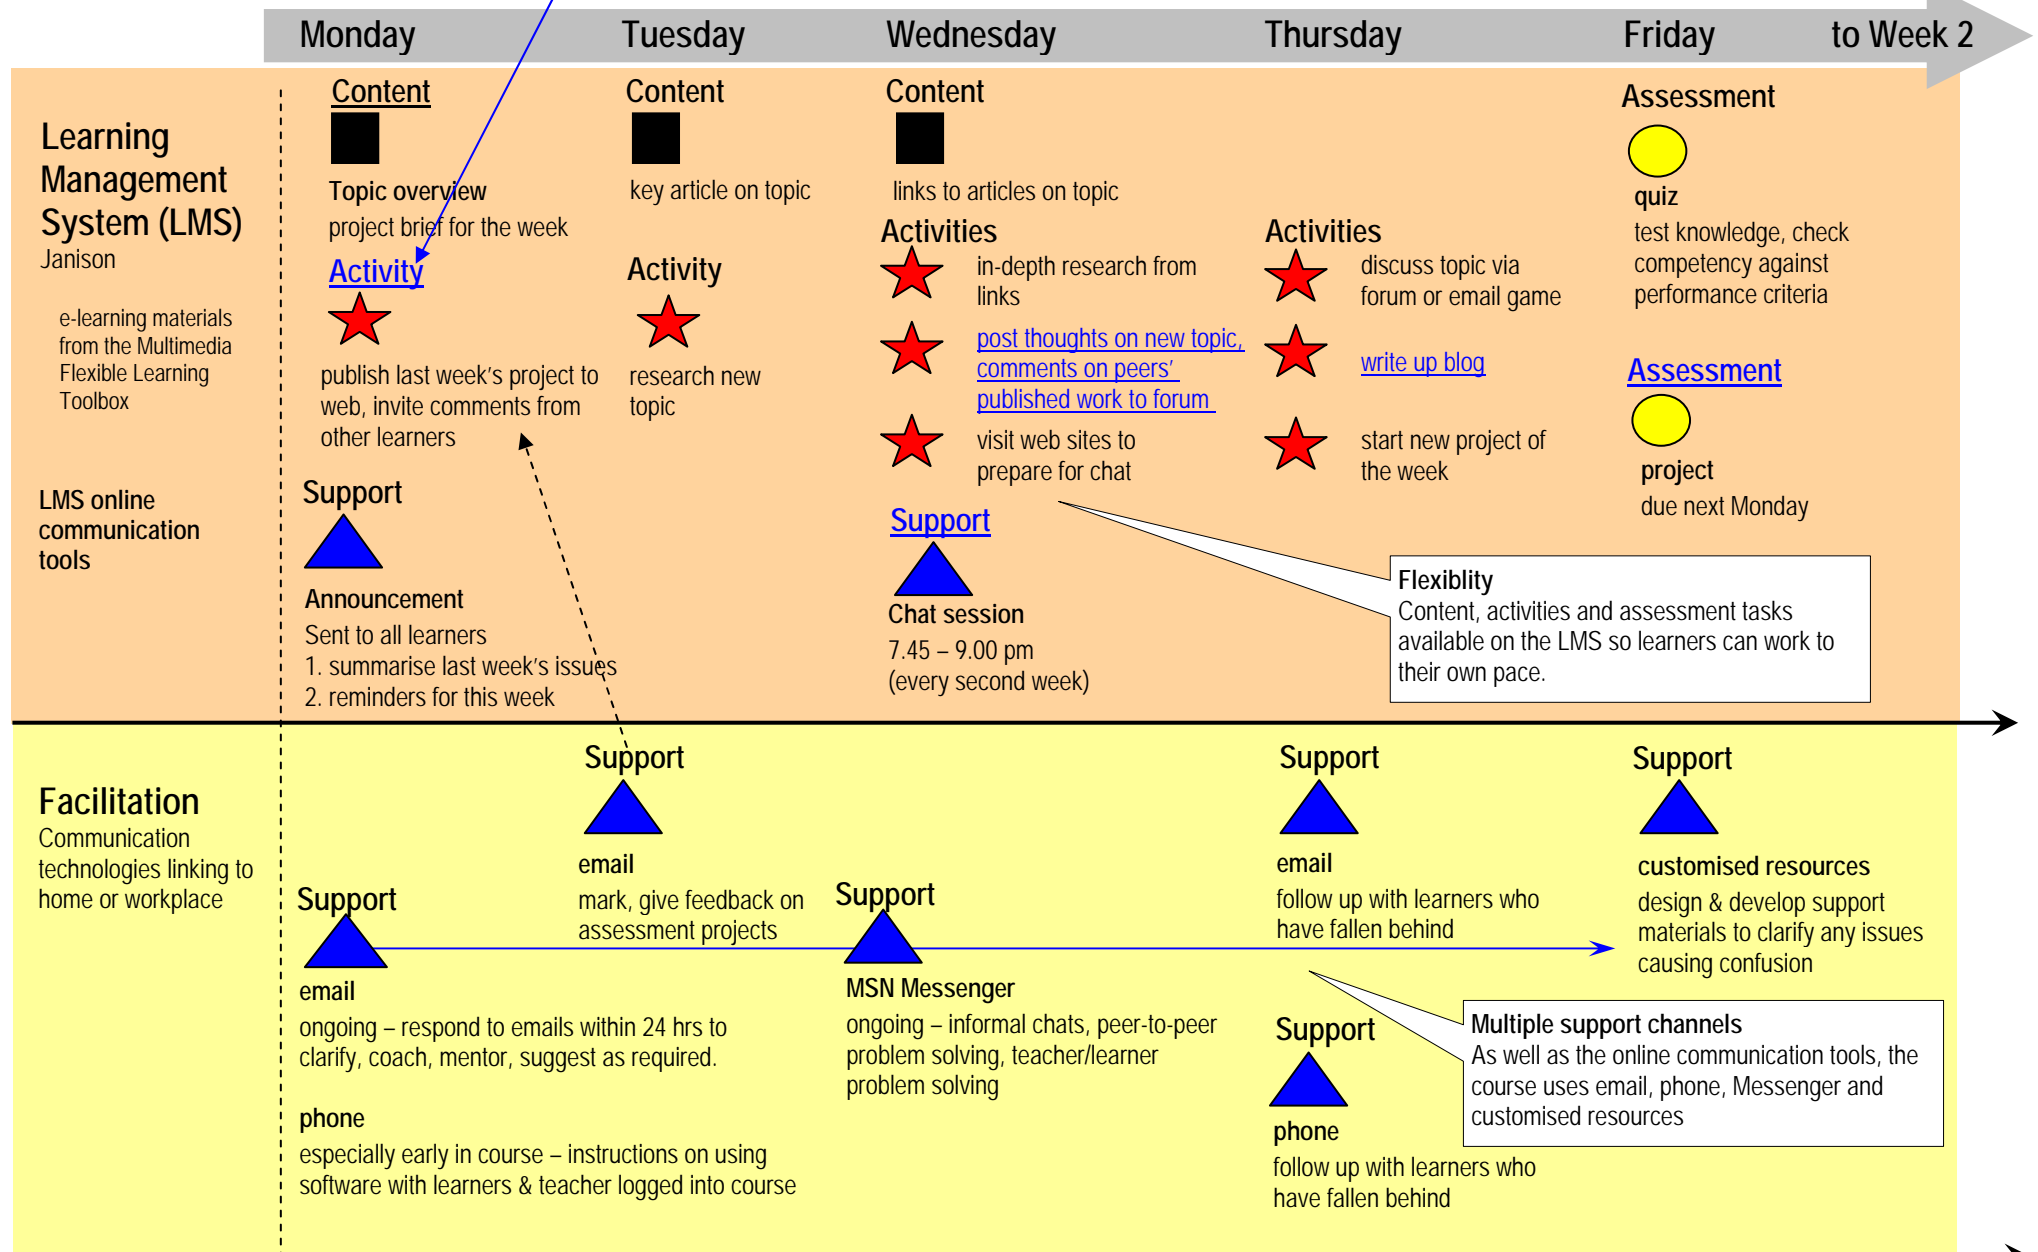 Monday
Tuesday
Wednesday
Thursday
Friday
to Week 2
Learning
Management
System (LMS)
Janison
e-learning materials
from the Multimedia
Flexible Learning
Toolbox
LMS online
communication
tools
Content
Topic overview
project brief for the week
Activity
publish last week's project to
web, invite comments from
other learners
Support
Announcement
Sent to all learners
1. summarise last week's issues
2. reminders for this week
Content
key article on topic
Activity
research new
topic
Content
links to articles on topic
Activities
in-depth research from
links
post thoughts on new topic,
comments on peers'
published work to forum
visit web sites to
prepare for chat
Support
Chat session
7.45 – 9.00 pm
(every second week)
Activities
discuss topic via
forum or email game
write up blog
start new project of
the week
Assessment
quiz
test knowledge, check
competency against
performance criteria
Assessment
project
due next Monday
Flexiblity
Content, activities and assessment tasks
available on the LMS so learners can work to
their own pace.
Facilitation
Communication
technologies linking to
home or workplace
Support
email
ongoing – respond to emails within 24 hrs to
clarify, coach, mentor, suggest as required.
phone
especially early in course – instructions on using
software with learners & teacher logged into course
Support
email
mark, give feedback on
assessment projects
Support
MSN Messenger
ongoing – informal chats, peer-to-peer
problem solving, teacher/learner
problem solving
Support
email
follow up with learners who
have fallen behind
Support
phone
follow up with learners who
have fallen behind
Support
customised resources
design & develop support
materials to clarify any issues
causing confusion
Multiple support channels
As well as the online communication tools, the
course uses email, phone, Messenger and
customised resources